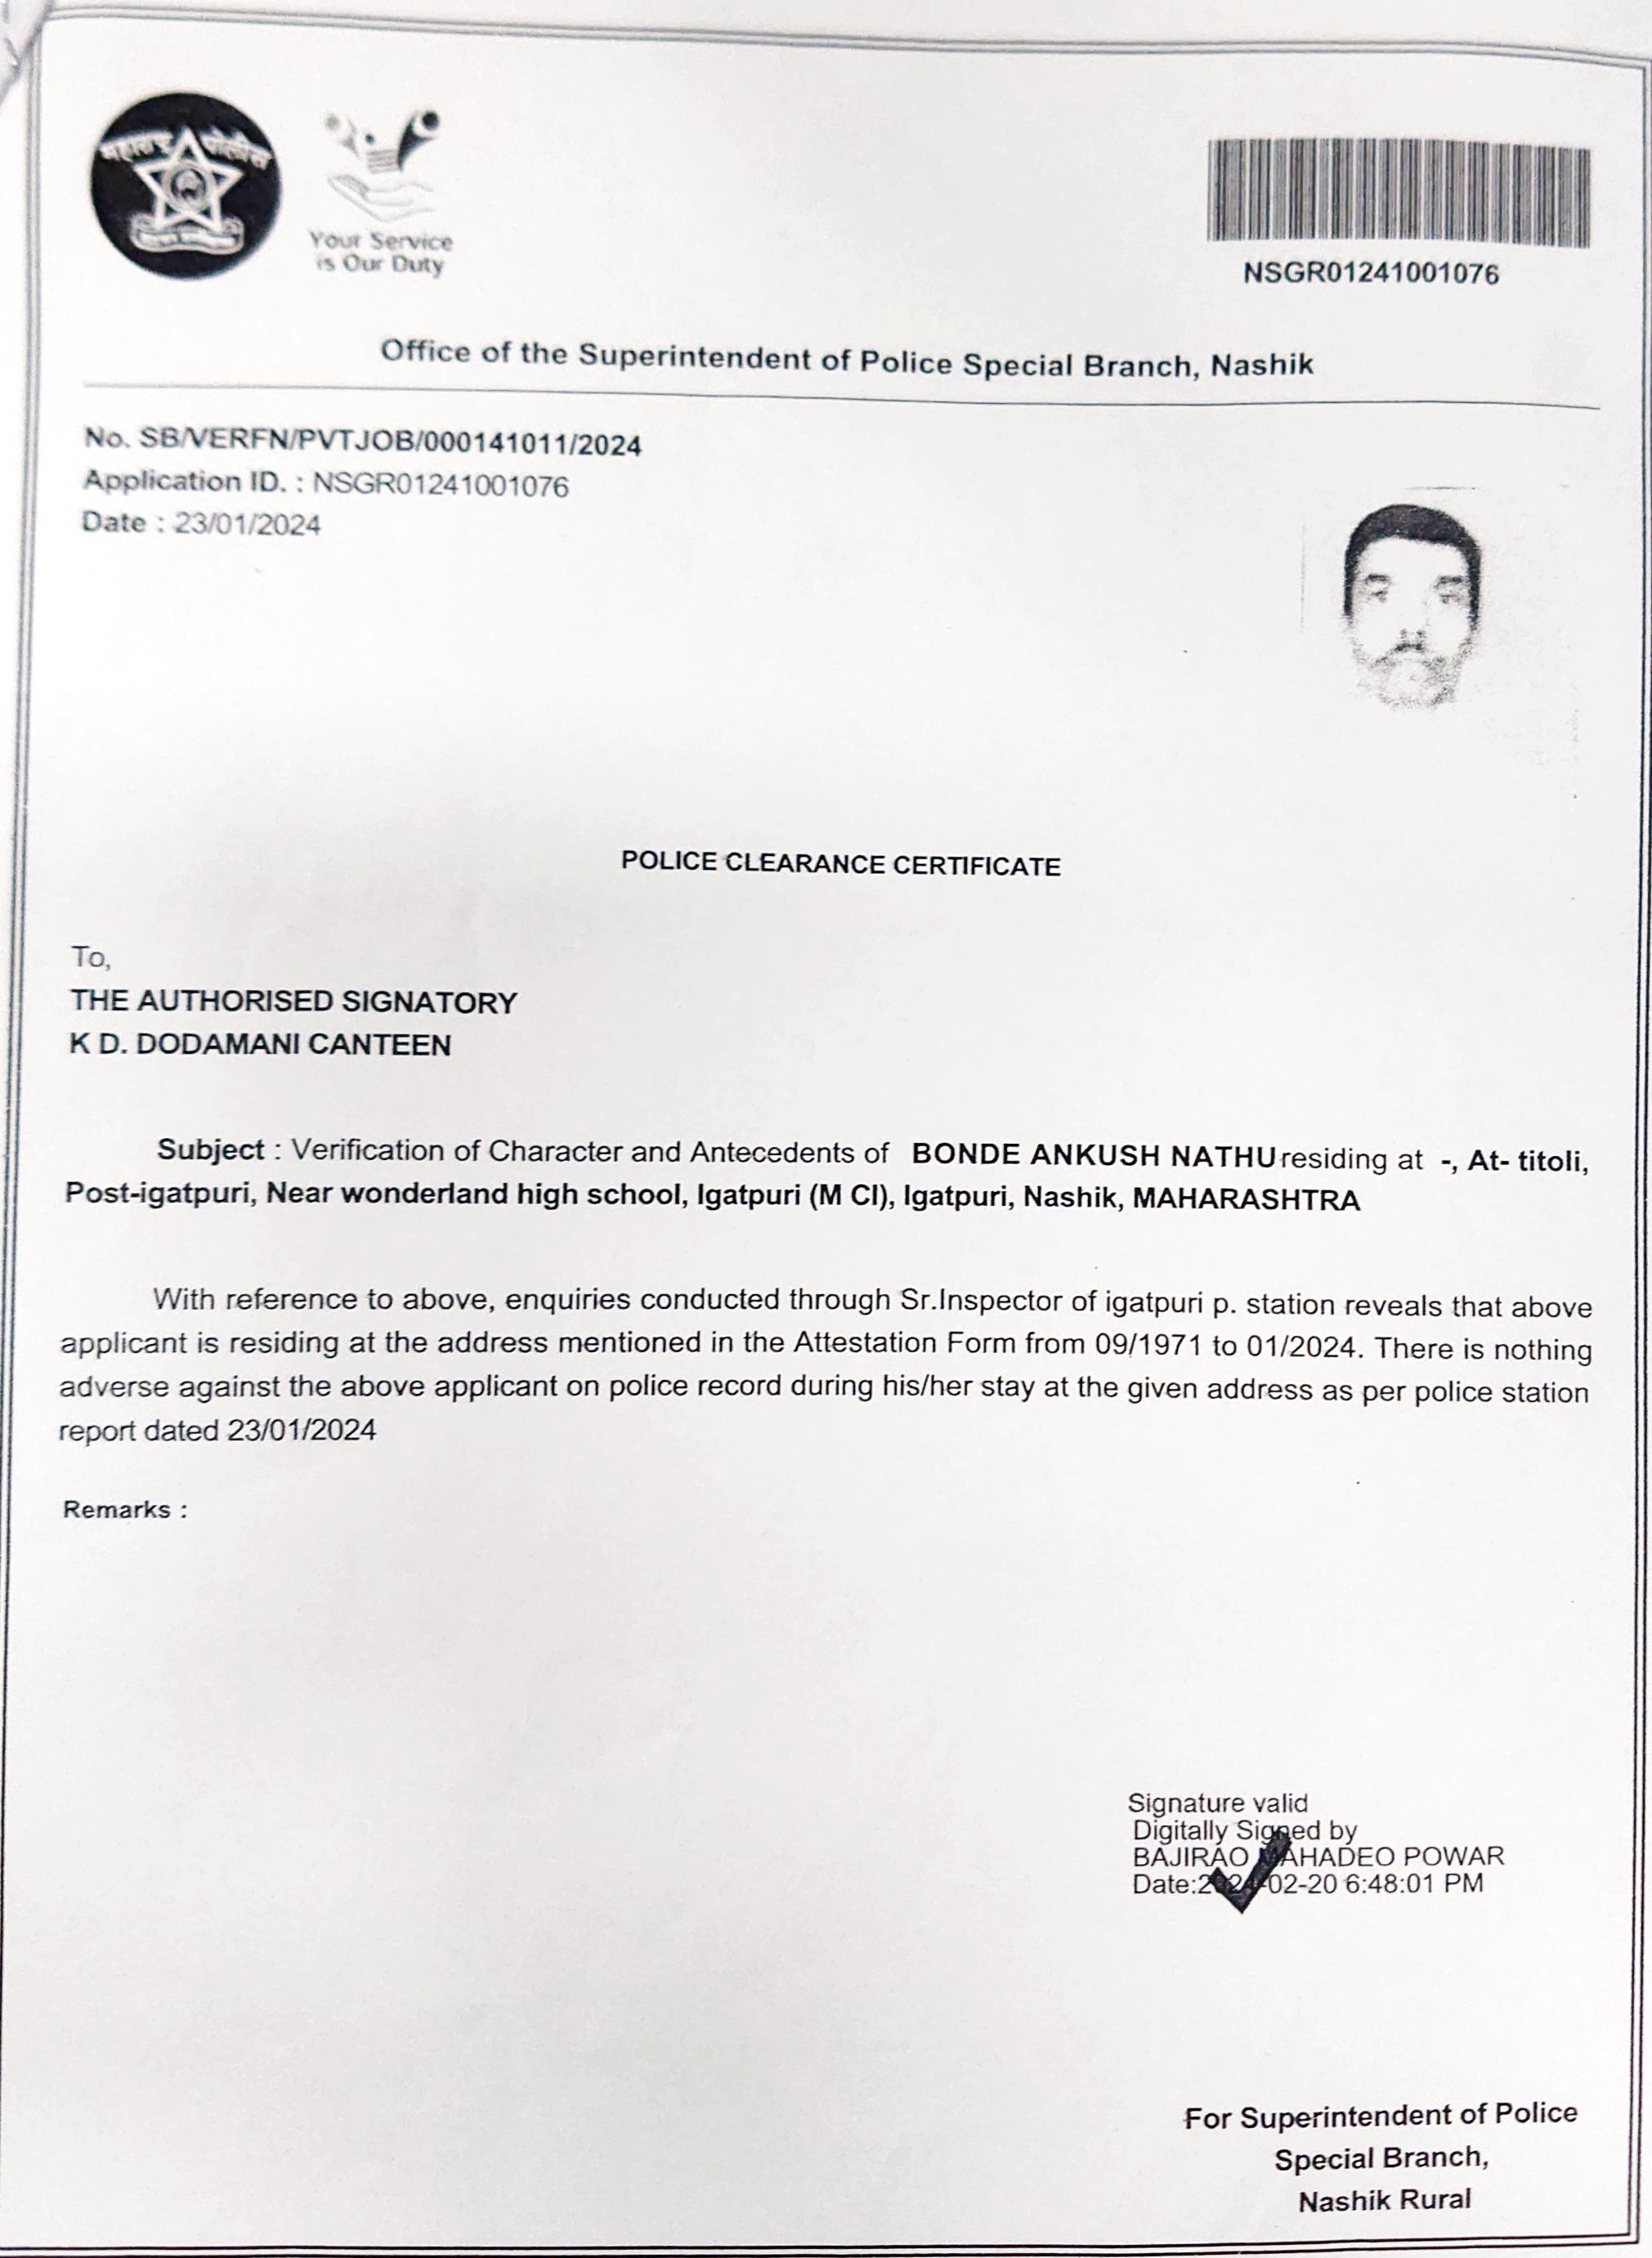 महाराष्ट्र पोलीस
Your Service
is Our Duty
NSGR01241001076
Office of the Superintendent of Police Special Branch, Nashik
No. SB/VERFN/PVTJOB/000141011/2024
Application ID. : NSGR01241001076
Date : 23/01/2024
POLICE CLEARANCE CERTIFICATE
To,
THE AUTHORISED SIGNATORY
K D. DODAMANI CANTEEN
Subject : Verification of Character and Antecedents of BONDE ANKUSH NATHU residing at -, At- titoli,
Post-igatpuri, Near wonderland high school, Igatpuri (M Cl), Igatpuri, Nashik, MAHARASHTRA
With reference to above, enquiries conducted through Sr.Inspector of igatpuri p. station reveals that above
applicant is residing at the address mentioned in the Attestation Form from 09/1971 to 01/2024. There is nothing
adverse against the above applicant on police record during his/her stay at the given address as per police station
report dated 23/01/2024
Remarks :
Signature valid
Digitally Signed by
BAJIRAO MAHADEO POWAR
Date:2024-02-20 6:48:01 PM
For Superintendent of Police
Special Branch,
Nashik Rural